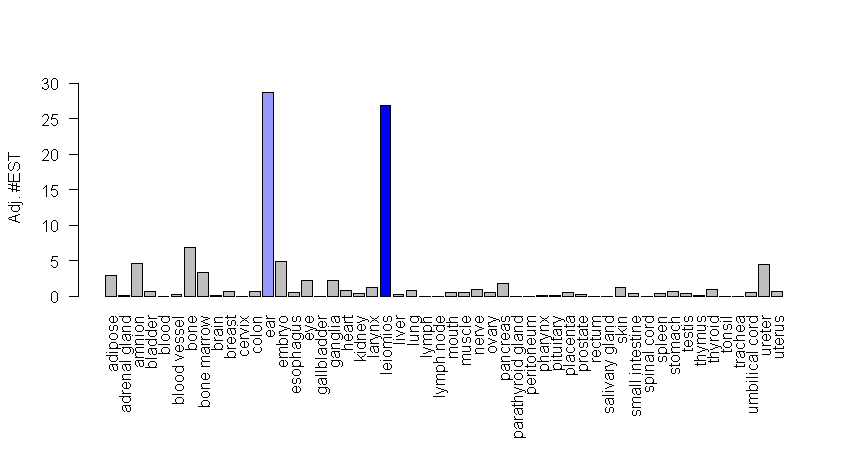 Adj. #EST
30
25
20
15
10
5
0
adipose
adrenal gland
amnion
bladder
blood
blood vessel
bone
bone marrow
brain
breast
cervix
colon
ear
embryo
esophagus
eye
gallbladder
ganglia
heart
kidney
larynx
leiomios
liver
lung
lymph
lymph node
mouth
muscle
nerve
ovary
pancreas
parathyroid gland
peritoneum
pharynx
pituitary
placenta
prostate
rectum
salivary gland
skin
small intestine
spinal cord
spleen
stomach
testis
thymus
thyroid
tonsil
trachea
umbilical cord
ureter
uterus